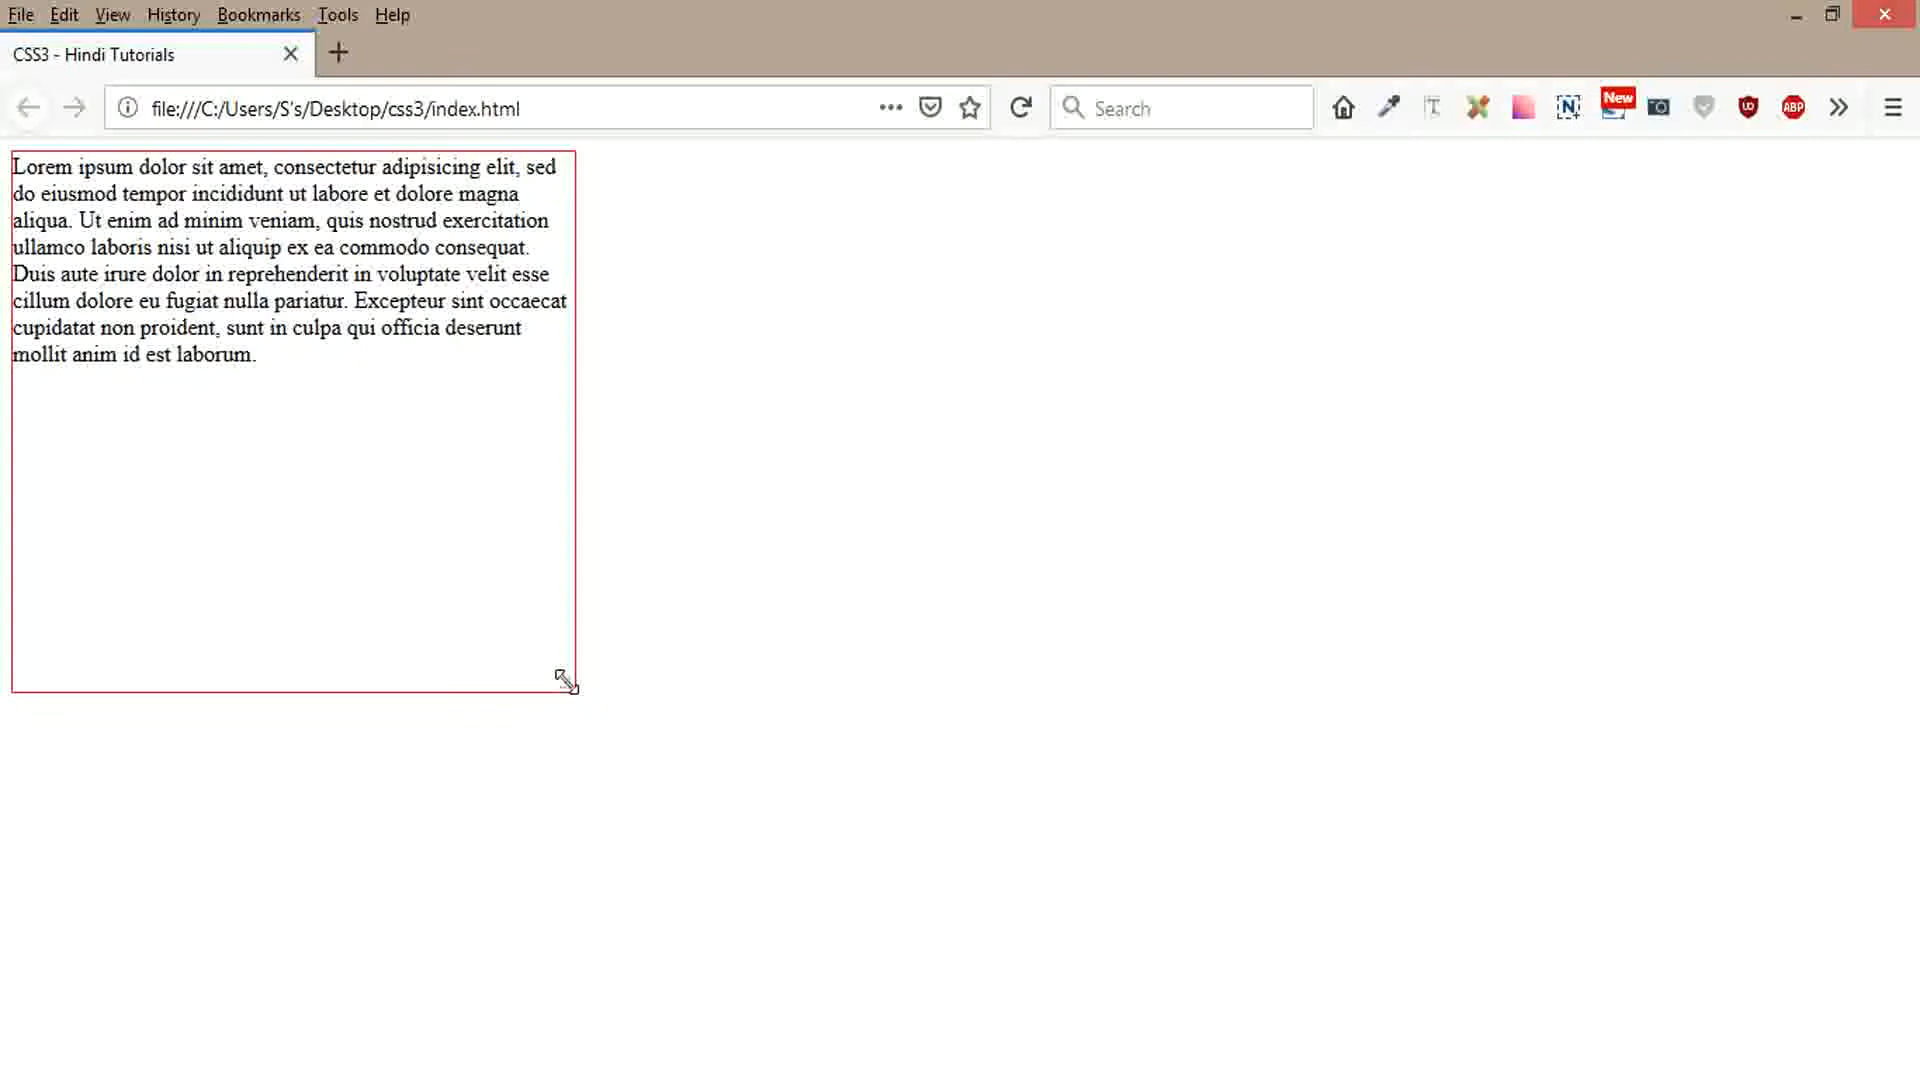 File Edit View History Bookmarks Tools Help
CSS3 - Hindi Tutorials
file:///C:/Users/S's/Desktop/css3/index.html
Search
New
N
UO
ABP
Lorem ipsum dolor sit amet, consectetur adipisicing elit, sed
do eiusmod tempor incididunt ut labore et dolore magna
aliqua. Ut enim ad minim veniam, quis nostrud exercitation
ullamco laboris nisi ut aliquip ex ea commodo consequat.
Duis aute irure dolor in reprehenderit in voluptate velit esse
cillum dolore eu fugiat nulla pariatur. Excepteur sint occaecat
cupidatat non proident, sunt in culpa qui officia deserunt
mollit anim id est laborum.